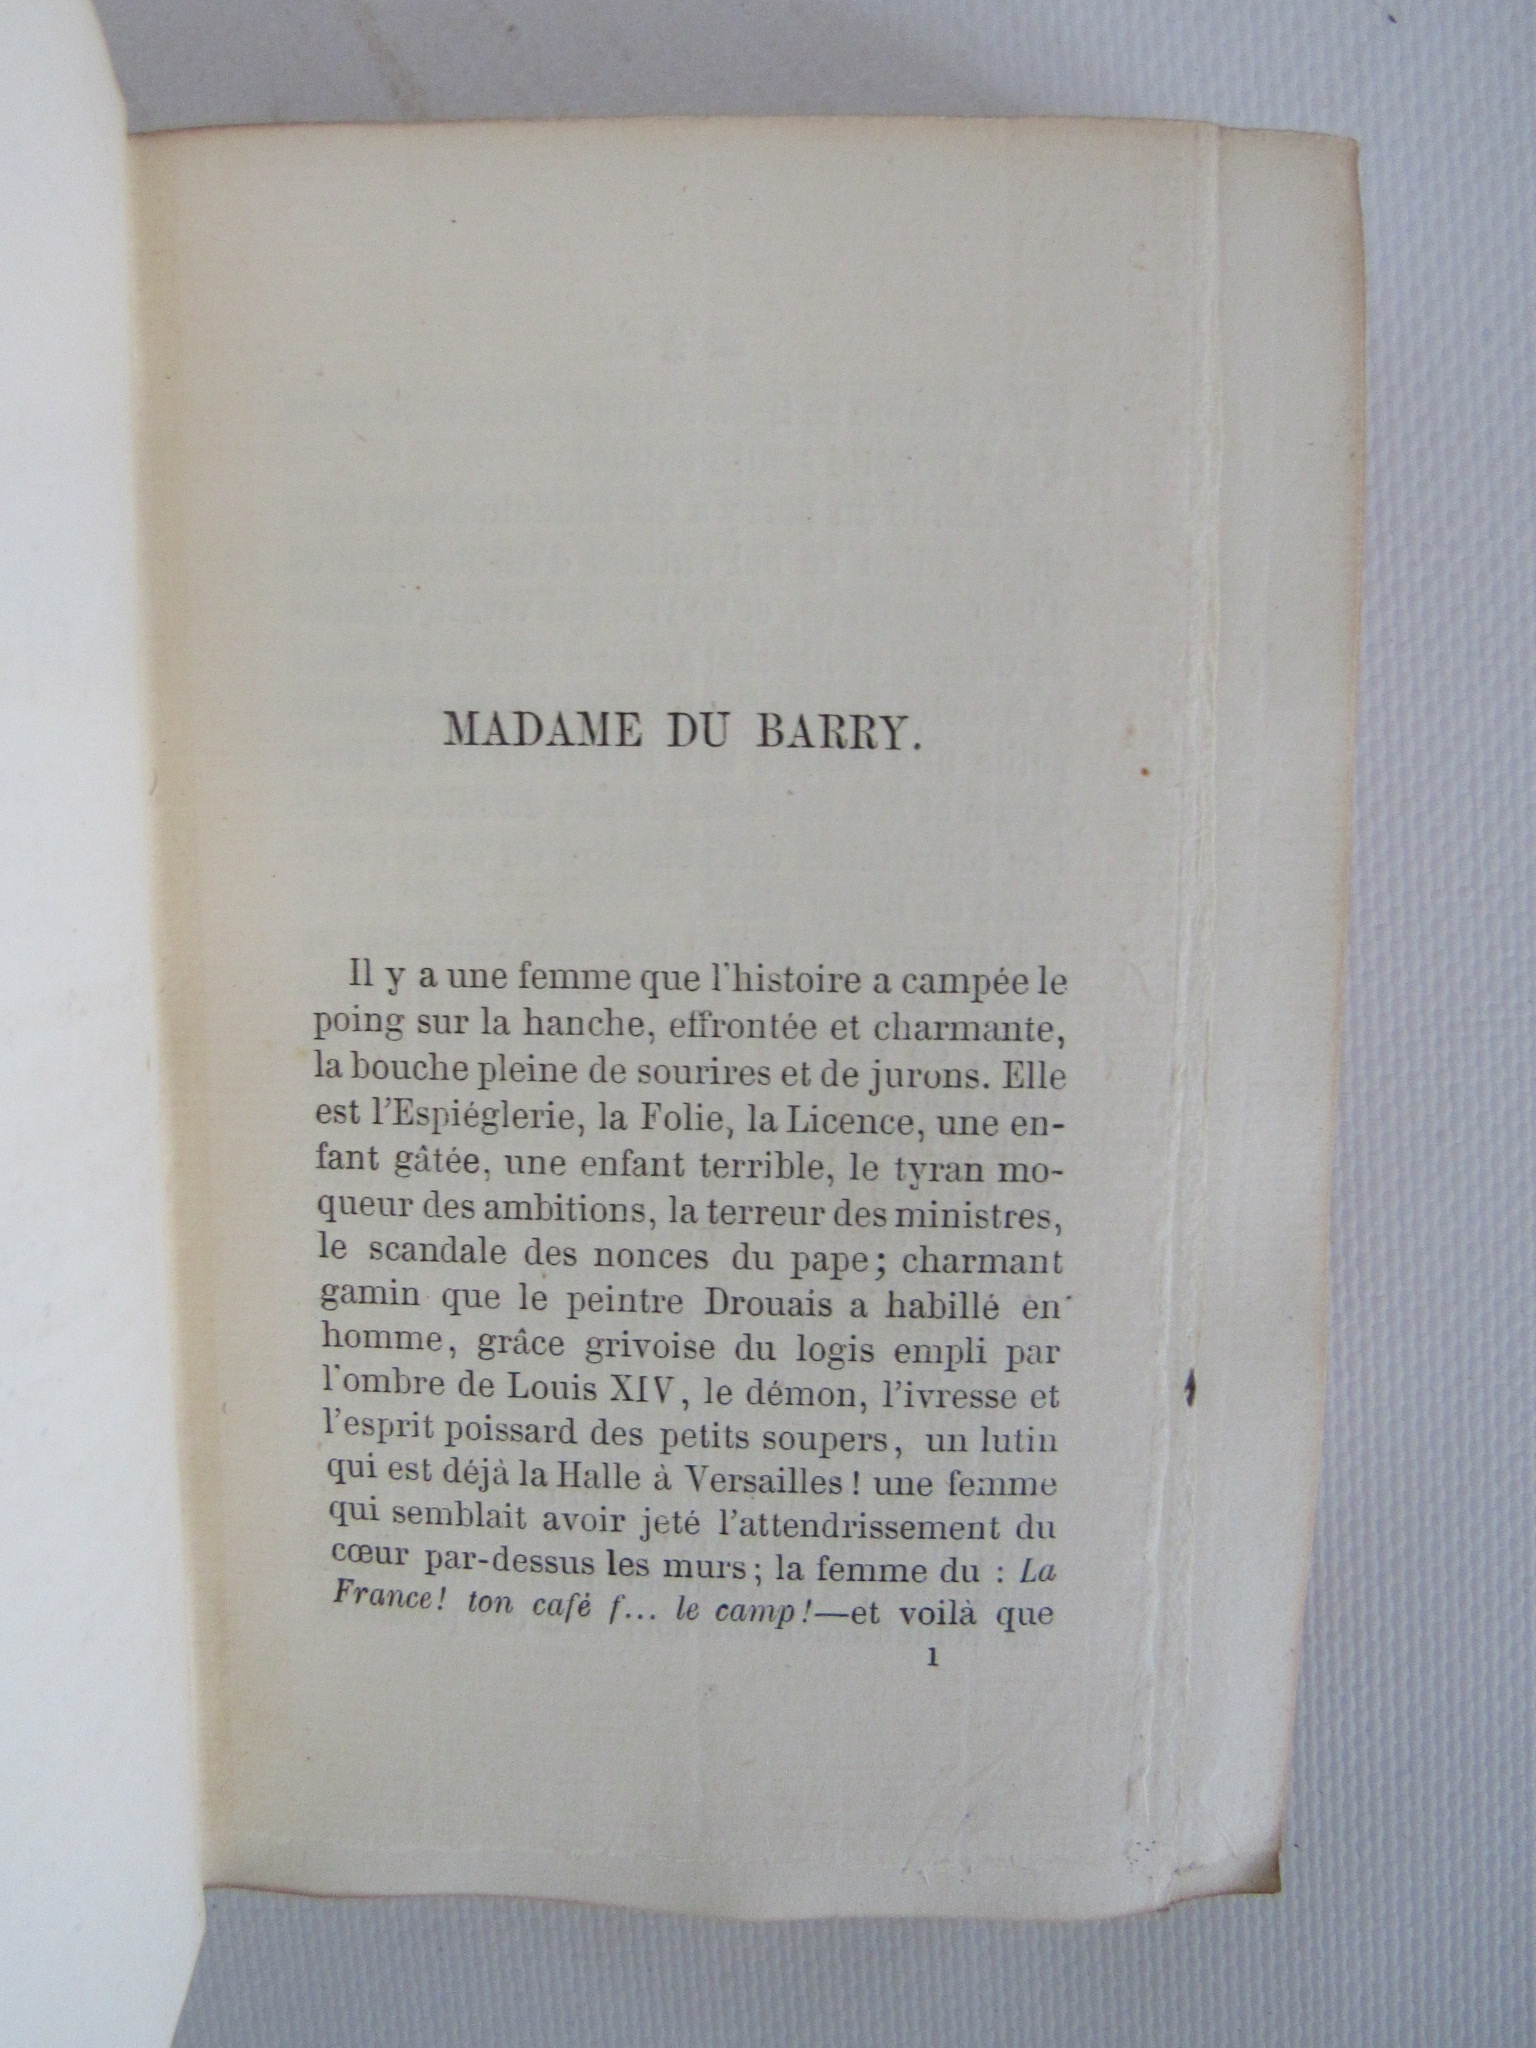 MADAME DU BARRY.
Il y a une femme que l'histoire a campée le
poing sur la hanche, effrontée et charmante,
la bouche pleine de sourires et de jurons. Elle
est l'Espiéglerie, la Folie, la Licence, une en-
fant gâtée, une enfant terrible, le tyran mo-
queur des ambitions, la terreur des ministres,
le scandale des nonces du pape; charmant
gamin que le peintre Drouais a habillé en
homme, grâce grivoise du logis empli par
l'ombre de Louis XIV, le démon, l'ivresse et
l'esprit poissard des petits soupers, un lutin
qui est déjà la Halle à Versailles! une femme
qui semblait avoir jeté l'attendrissement du
cœur par-dessus les murs; la femme du : La
France! ton café f... le camp!—et voilà que
1